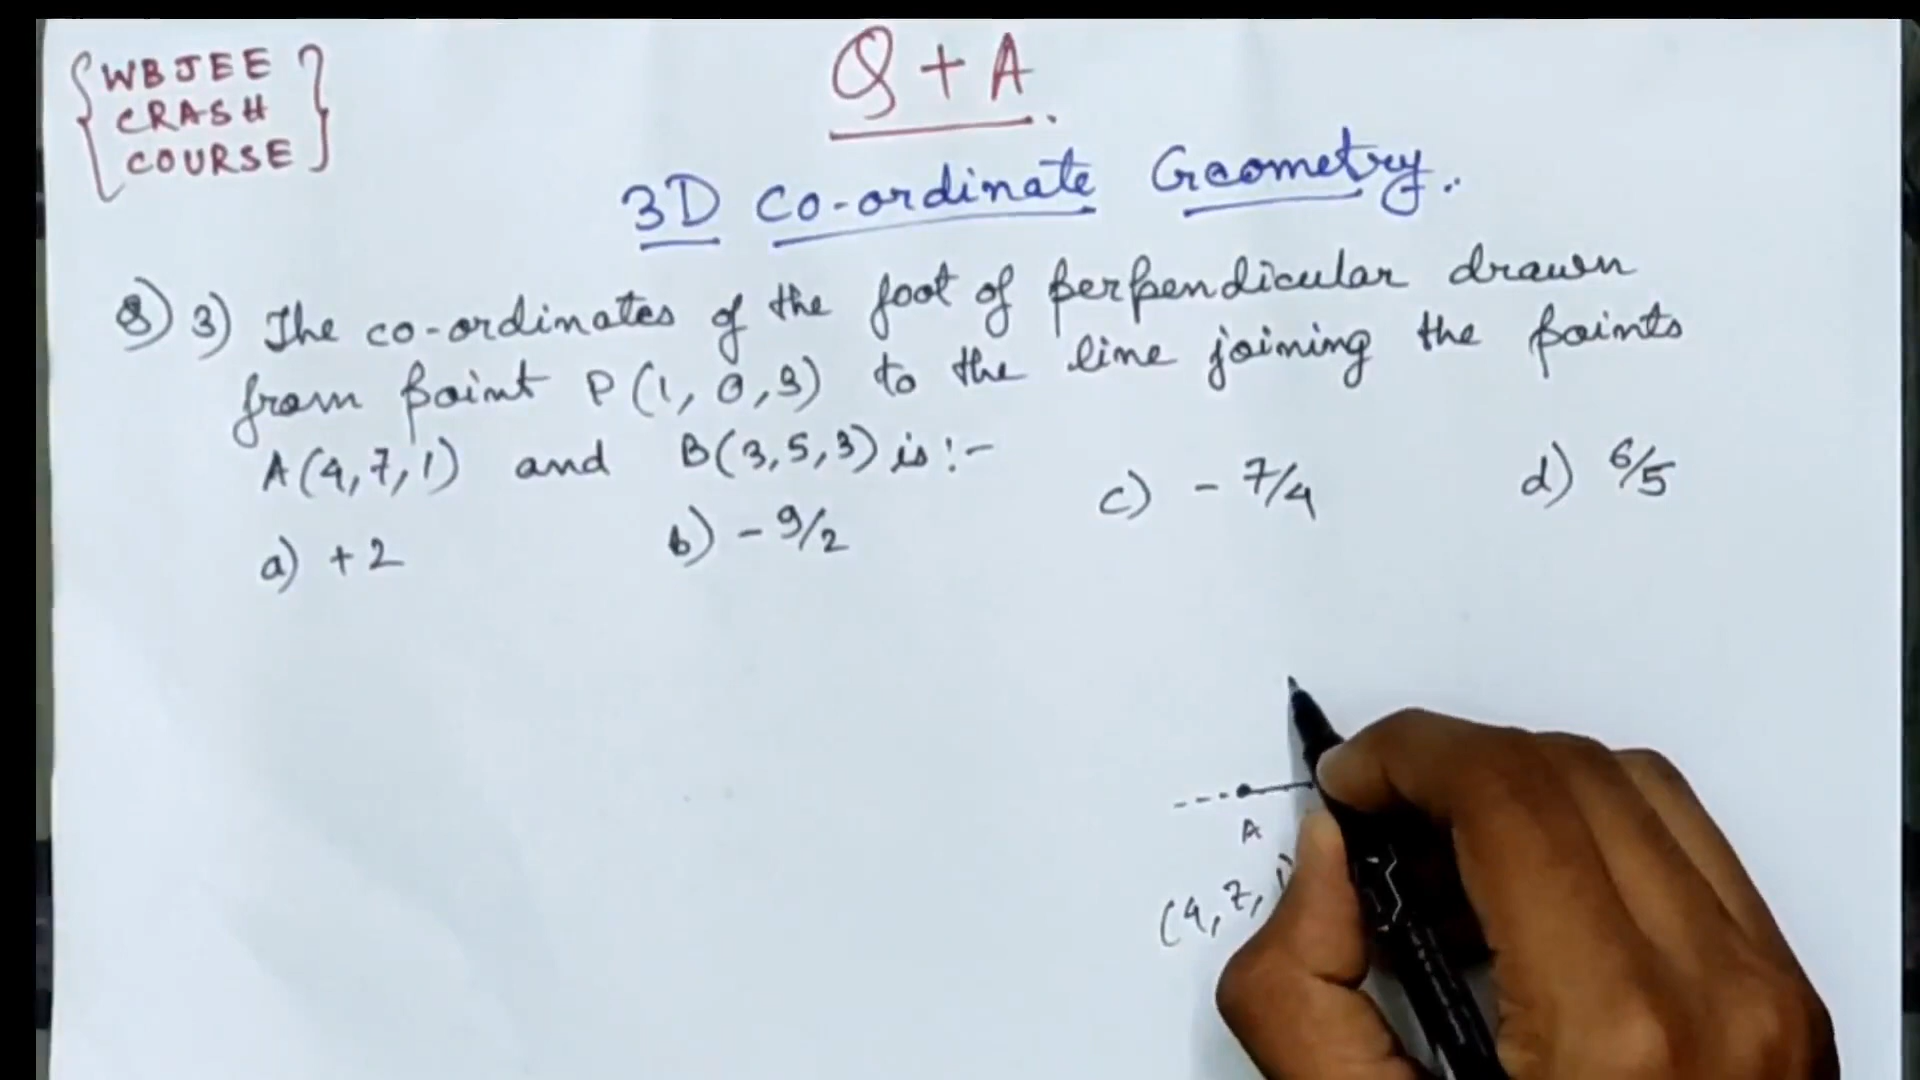 WBJEE
CRASH
COURSE
Q + A.
3D Co-ordinate Geometry.
Q) 3) The co-ordinates of the foot of perpendicular drawn
from point P(1, 0, 3) to the line joining the points
A(4, 7, 1) and B(3, 5, 3) is :-
a) +2 b) - 9/2 c) - 7/4 d) 6/5
A
(4, 7, 1)